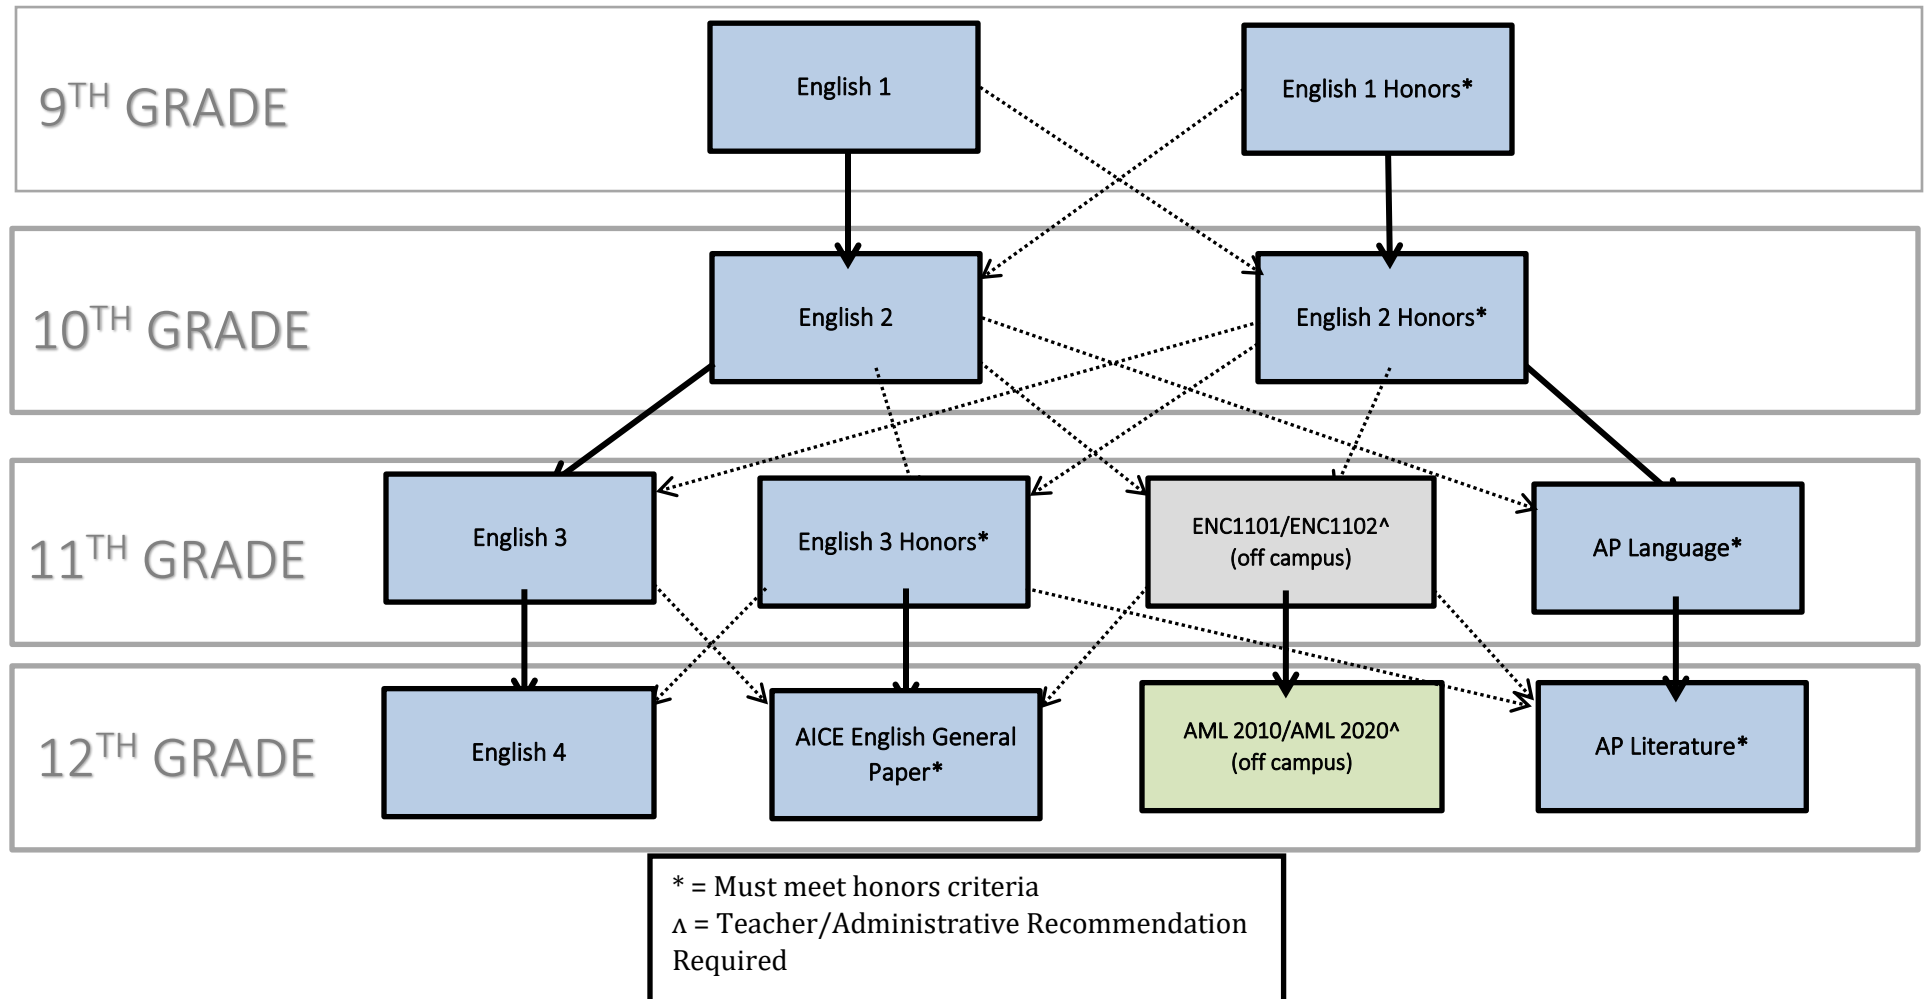 9TH GRADE
English 1
English 1 Honors*
10TH GRADE
English 2
English 2 Honors*
11TH GRADE
English 3
English 3 Honors*
ENC1101/ENC1102^
(off campus)
AP Language*
12TH GRADE
English 4
AICE English General
Paper*
AML 2010/AML 2020^
(off campus)
AP Literature*
* = Must meet honors criteria
ʌ = Teacher/Administrative Recommendation
Required